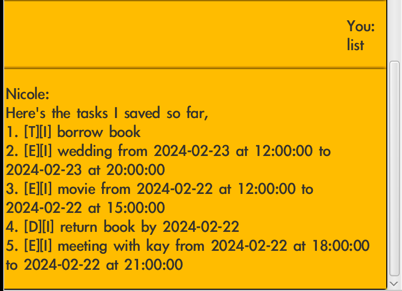 You:
list
Nicole:
Here's the tasks I saved so far,
1. [T][I] borrow book
2. [E][I] wedding from 2024-02-23 at 12:00:00 to
2024-02-23 at 20:00:00
3. [E][I] movie from 2024-02-22 at 12:00:00 to
2024-02-22 at 15:00:00
4. [D][I] return book by 2024-02-22
5. [E][I] meeting with kay from 2024-02-22 at 18:00:00
to 2024-02-22 at 21:00:00